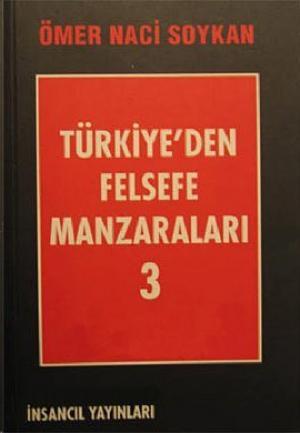 ÖMER NACİ SOYKAN
TÜRKİYE'DEN
FELSEFE
MANZARALARI
3
İNSANCIL YAYINLARI